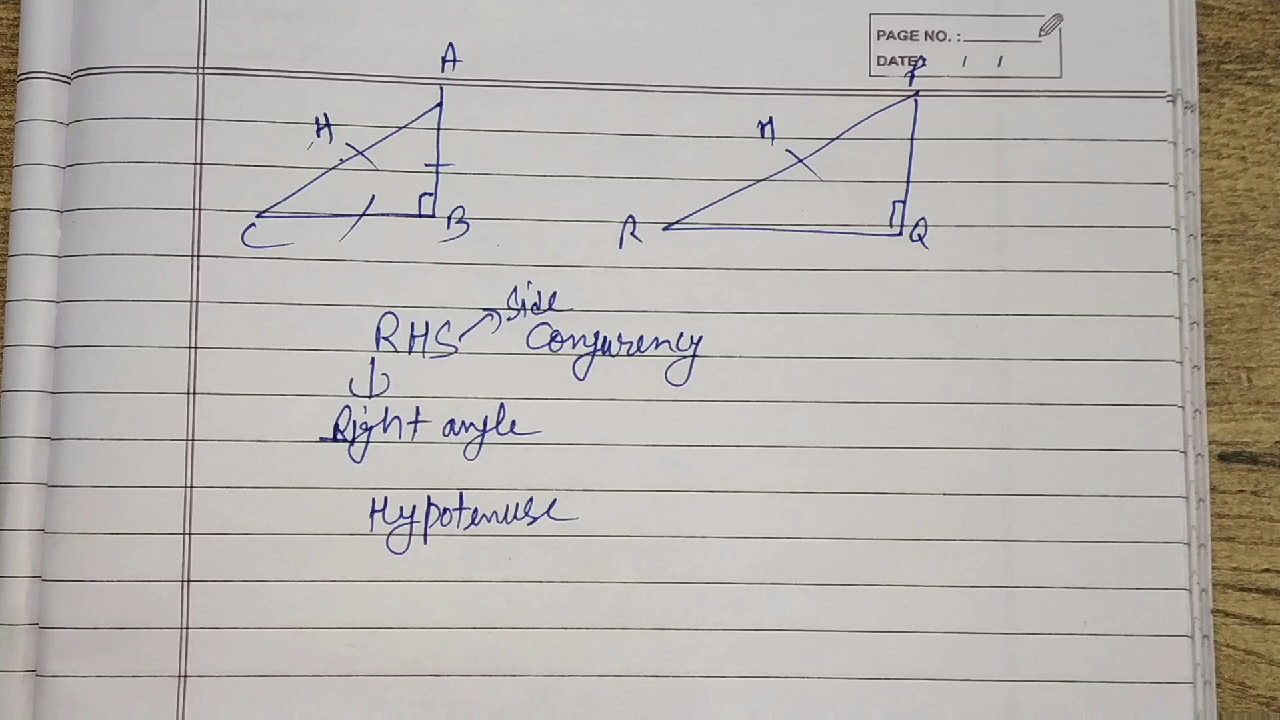 PAGE NO. :
DATE: / /
A
P
H
H
C
B
R
Q
side
RHS Congurency
Right angle
Hypotenuse